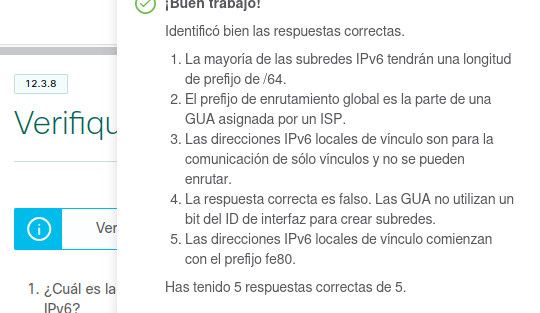 ¡Buen trabajo!
Identificó bien las respuestas correctas.
1. La mayoría de las subredes IPv6 tendrán una longitud
de prefijo de /64.
2. El prefijo de enrutamiento global es la parte de una
GUA asignada por un ISP.
3. Las direcciones IPv6 locales de vínculo son para la
comunicación de sólo vínculos y no se pueden
enrutar.
4. La respuesta correcta es falso. Las GUA no utilizan un
bit del ID de interfaz para crear subredes.
5. Las direcciones IPv6 locales de vínculo comienzan
con el prefijo fe80.
Has tenido 5 respuestas correctas de 5.
12.3.8
Verifiqu
Ver
1. ¿Cuál es la
IPv6?